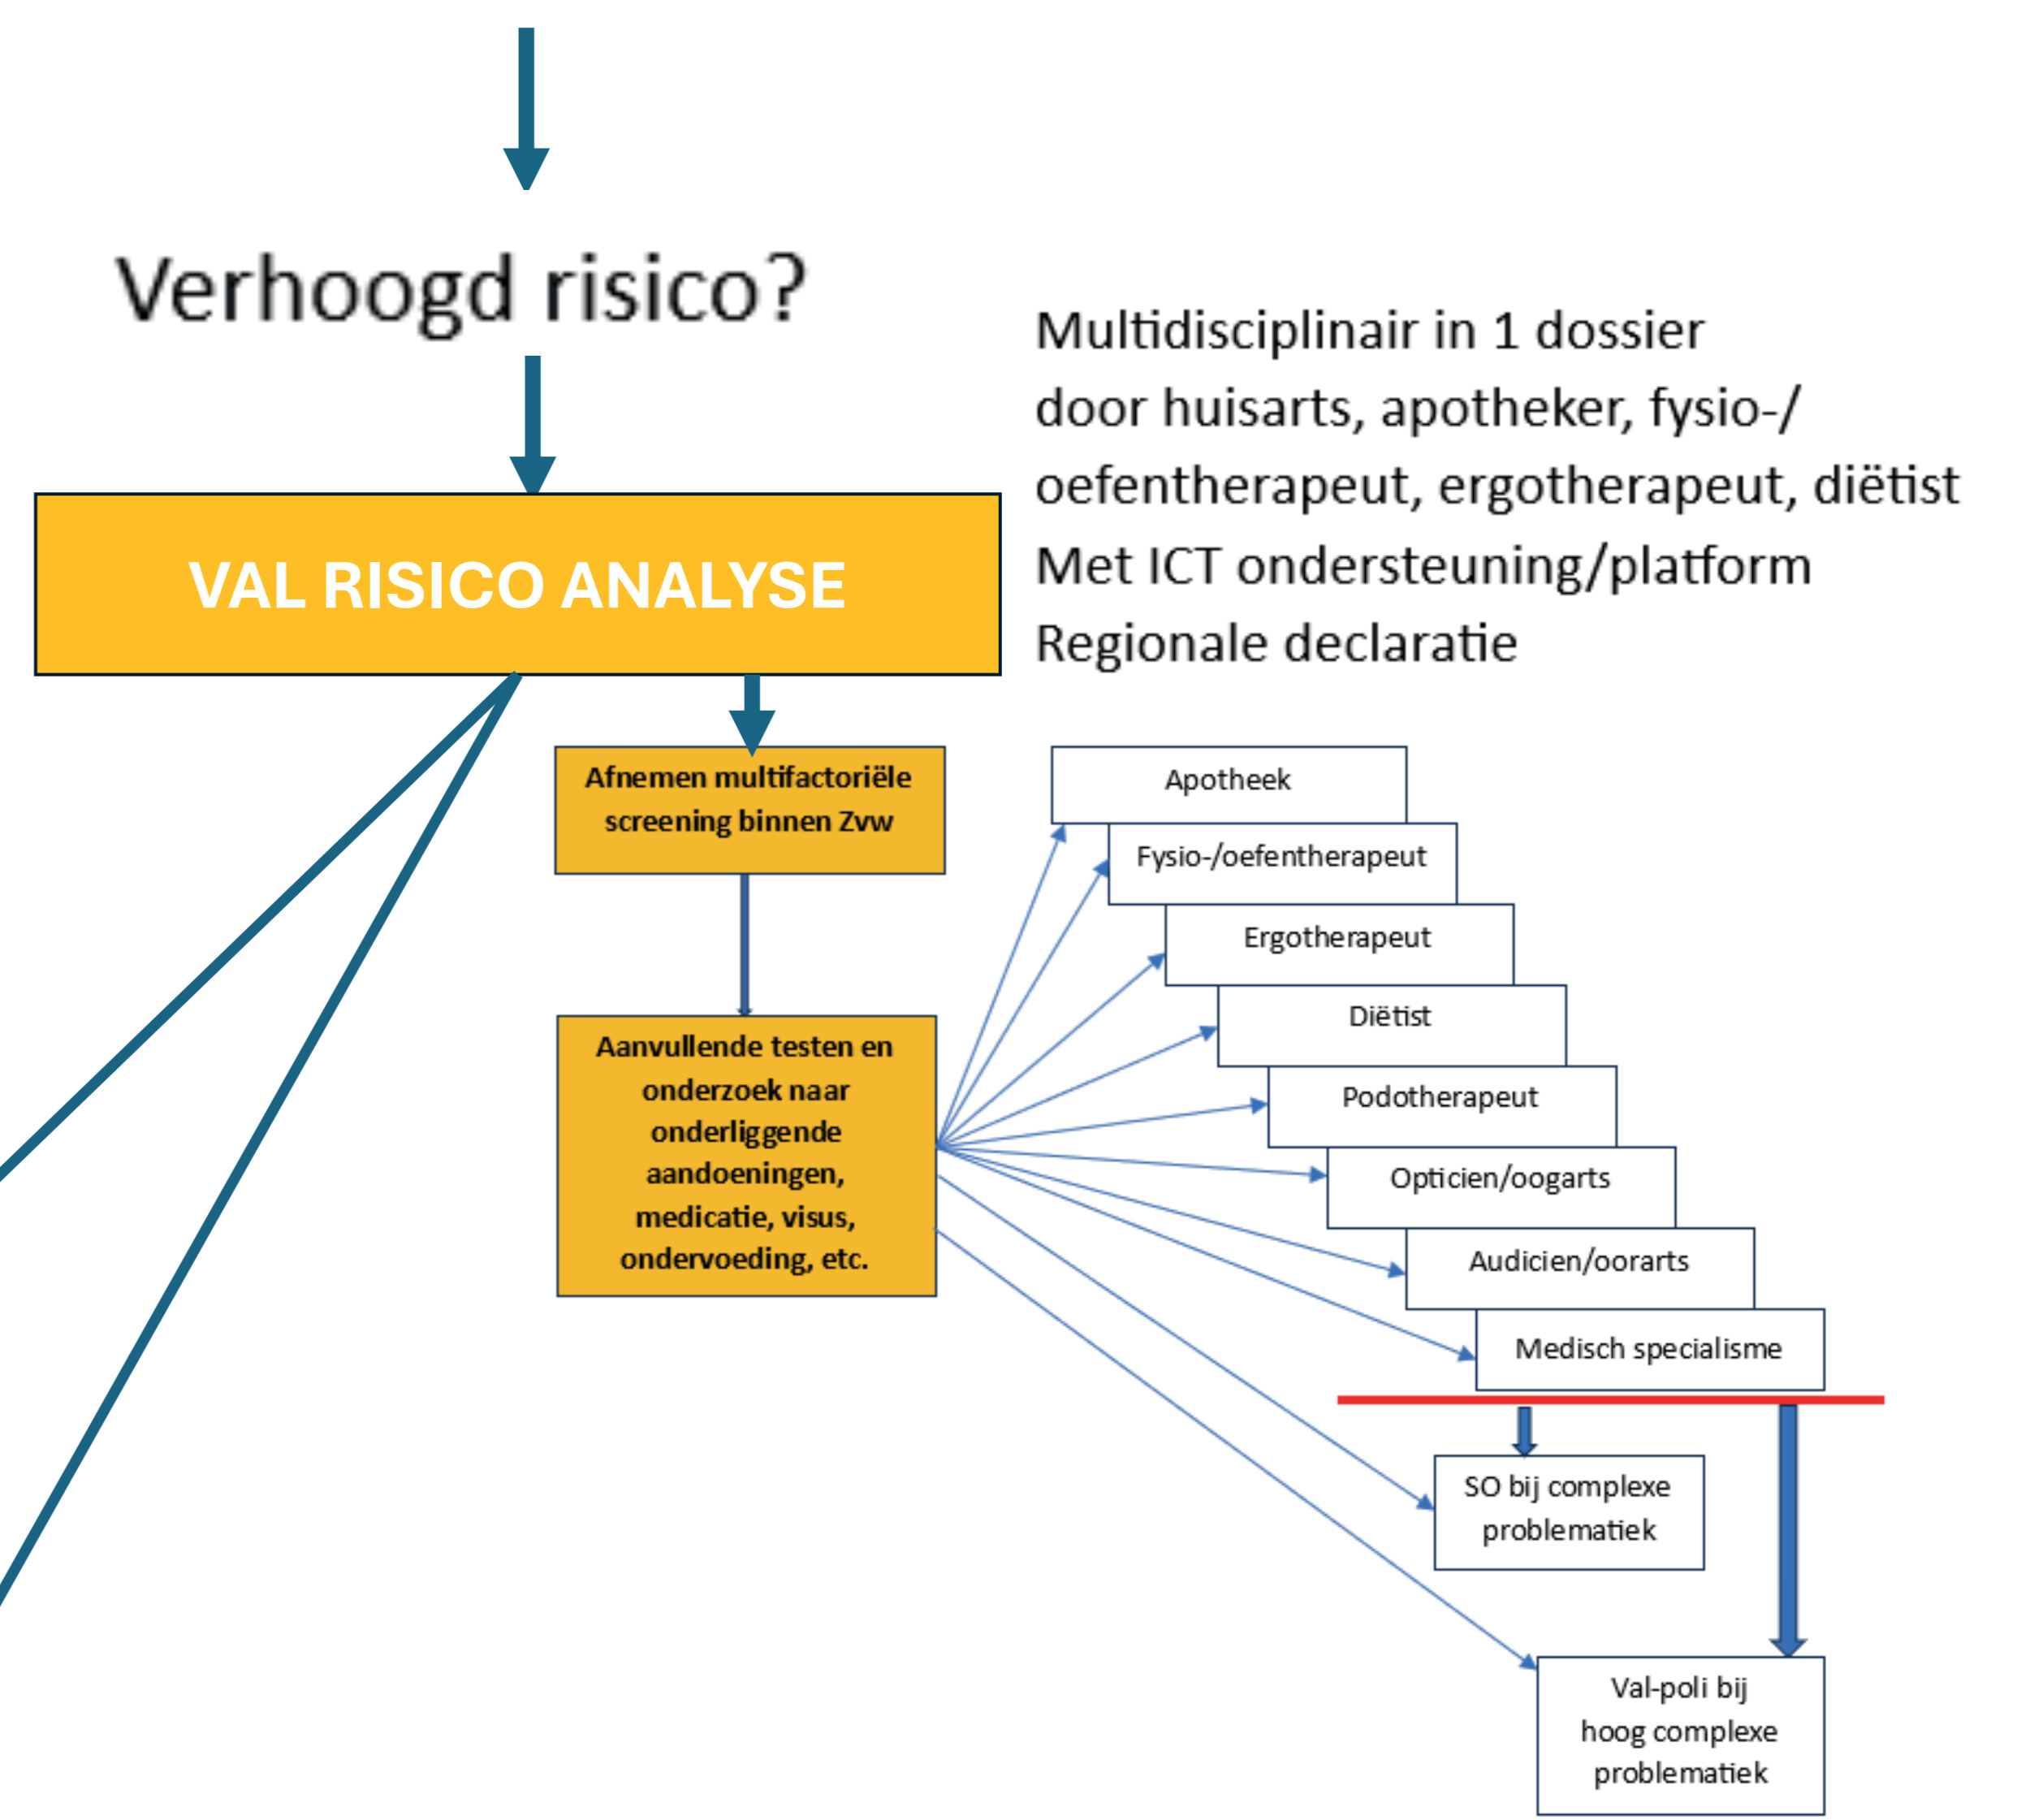 Verhoogd risico?
Multidisciplinair in 1 dossier
door huisarts, apotheker, fysio-/
oefentherapeut, ergotherapeut, diëtist
Met ICT ondersteuning/platform
Regionale declaratie
VAL RISICO ANALYSE
Afnemen multifactoriële
screening binnen Zvw
Aanvullende testen en
onderzoek naar
onderliggende
aandoeningen,
medicatie, visus,
ondervoeding, etc.
Apotheek
Fysio-/oefentherapeut
Ergotherapeut
Diëtist
Podotherapeut
Opticien/oogarts
Audicien/oorarts
Medisch specialisme
SO bij complexe
problematiek
Val-poli bij
hoog complexe
problematiek